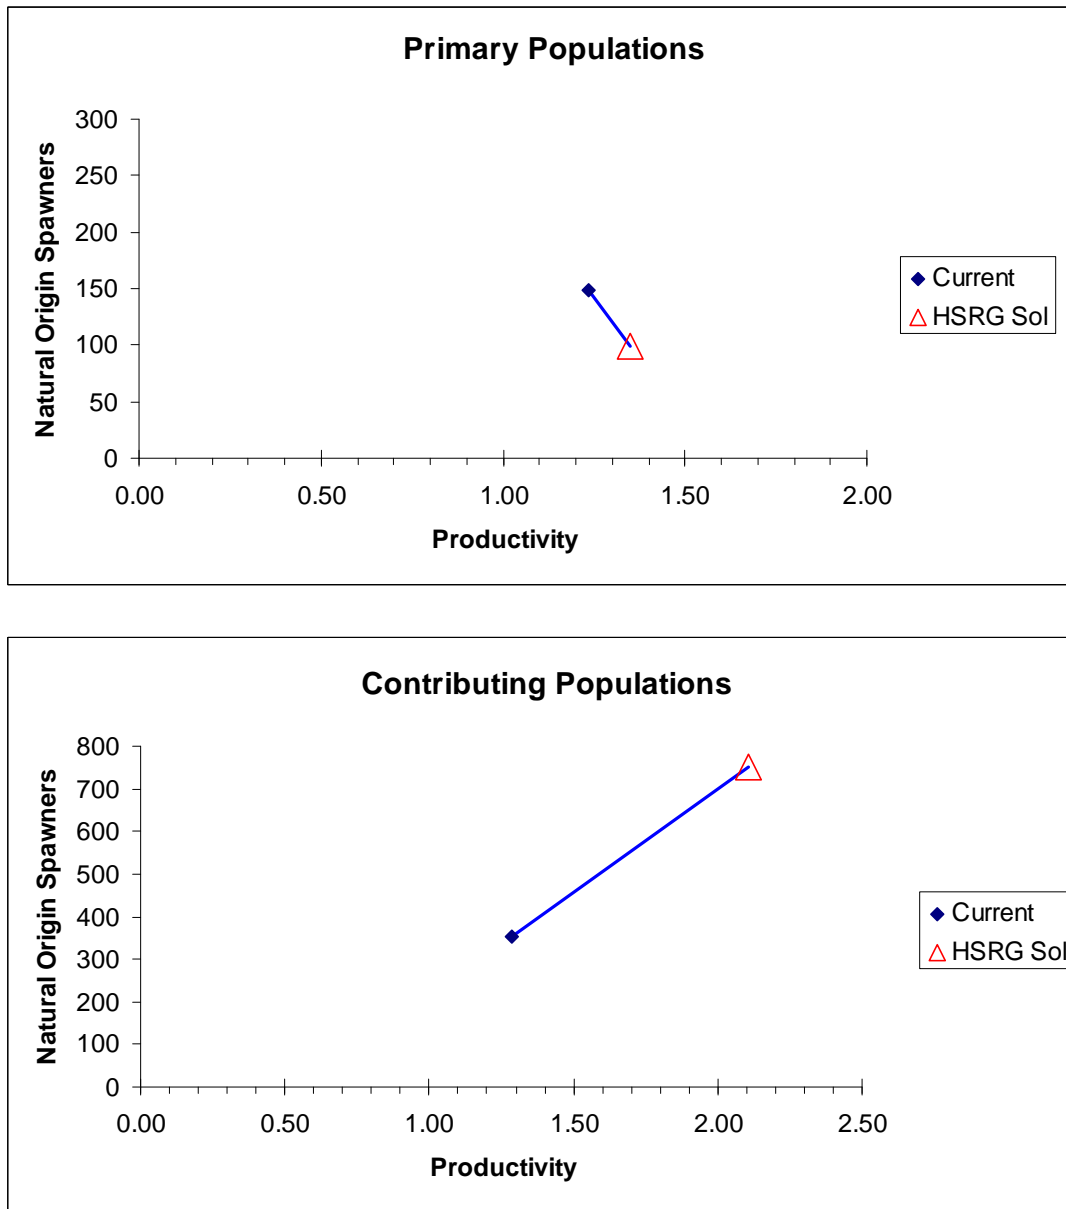 Primary Populations
300
250
200
150
100
50
0
Natural Origin Spawners
0.00 0.50 1.00 1.50 2.00
Productivity
Current
HSRG Sol
Contributing Populations
800
700
600
500
400
300
200
100
0
Natural Origin Spawners
0.00 0.50 1.00 1.50 2.00 2.50
Productivity
Current
HSRG Sol